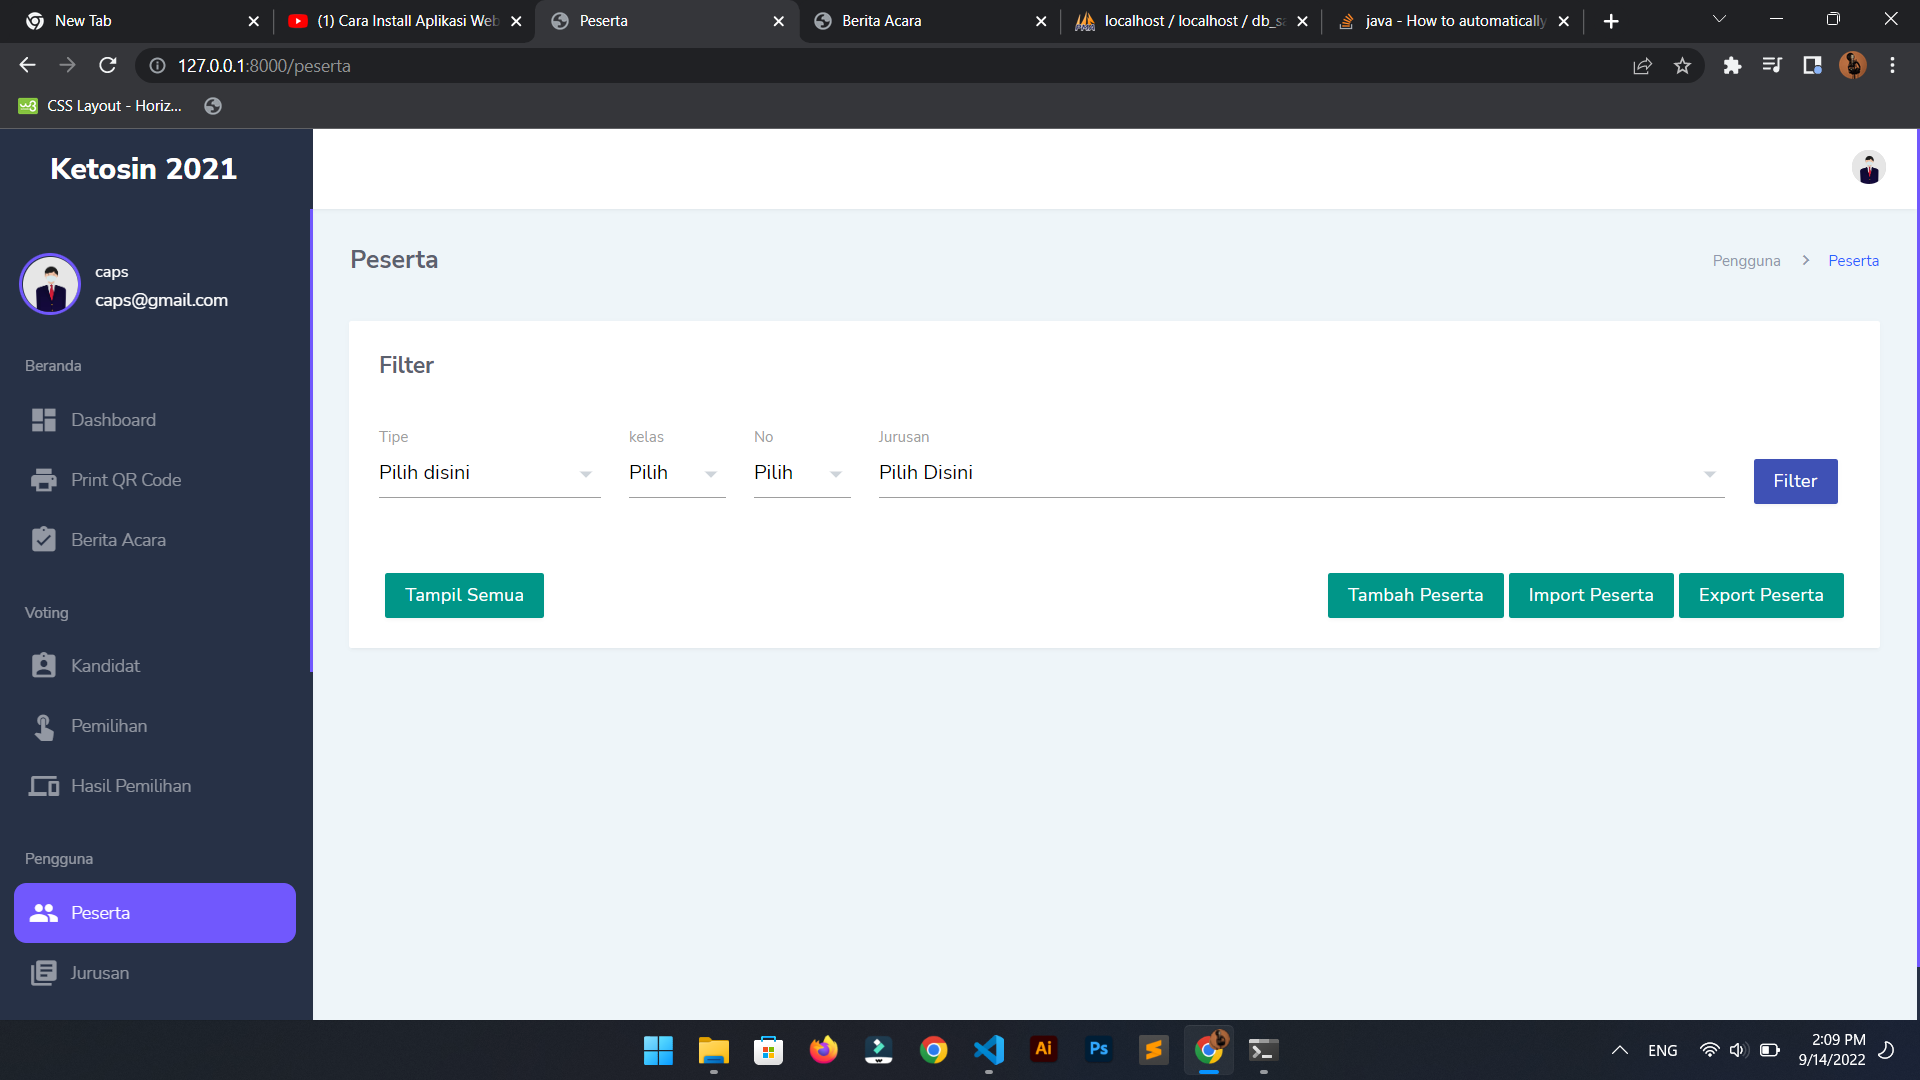 New Tab
(1) Cara Install Aplikasi Web
Peserta
Berita Acara
localhost / localhost / db_s
java - How to automatically
127.0.0.1:8000/peserta
CSS Layout - Horiz...
Ketosin 2021
caps
caps@gmail.com
Beranda
Dashboard
Print QR Code
Berita Acara
Voting
Kandidat
Pemilihan
Hasil Pemilihan
Pengguna
Peserta
Jurusan
Peserta
Pengguna > Peserta
Filter
Tipe kelas No Jurusan
Pilih disini Pilih Pilih Pilih Disini
Filter
Tampil Semua Tambah Peserta Import Peserta Export Peserta
Ai
Ps
ENG
2:09 PM
9/14/2022